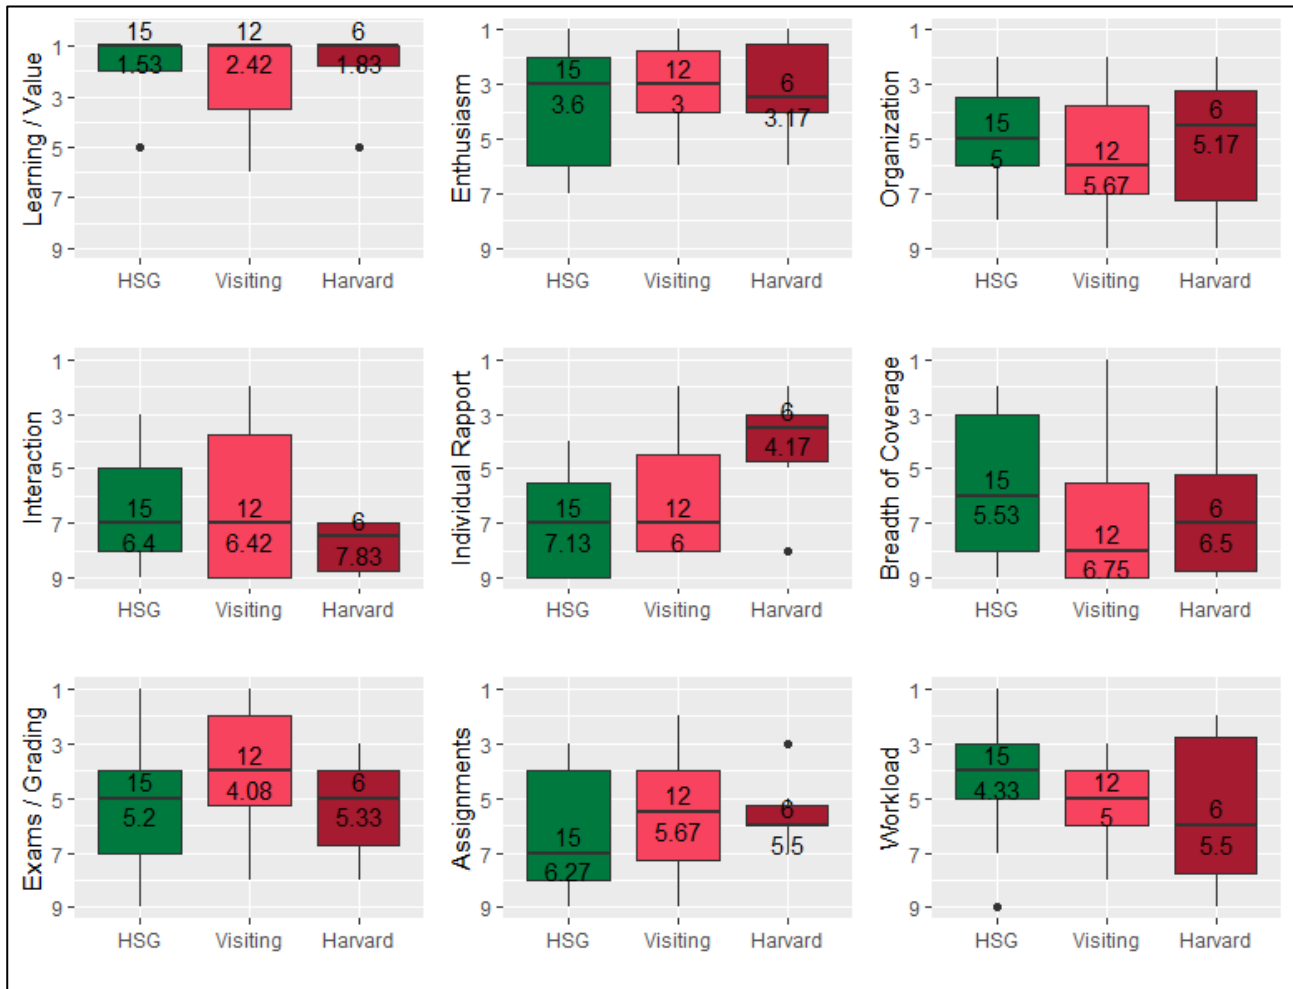 Learning / Value
1
3
5
7
9
15 12 6
1.53 2.42 1.83
HSG Visiting Harvard
Enthusiasm
1
3
5
7
9
15 12 6
3.6 3 3.17
HSG Visiting Harvard
Organization
1
3
5
7
9
15 12 6
5 5.67 5.17
HSG Visiting Harvard
Interaction
1
3
5
7
9
15 12 6
6.4 6.42 7.83
HSG Visiting Harvard
Individual Rapport
1
3
5
7
9
15 12 6
7.13 6 4.17
HSG Visiting Harvard
Breadth of Coverage
1
3
5
7
9
15 12 6
5.53 6.75 6.5
HSG Visiting Harvard
Exams / Grading
1
3
5
7
9
15 12 6
5.2 4.08 5.33
HSG Visiting Harvard
Assignments
1
3
5
7
9
15 12 6
6.27 5.67 5.5
HSG Visiting Harvard
Workload
1
3
5
7
9
15 12 6
4.33 5 5.5
HSG Visiting Harvard